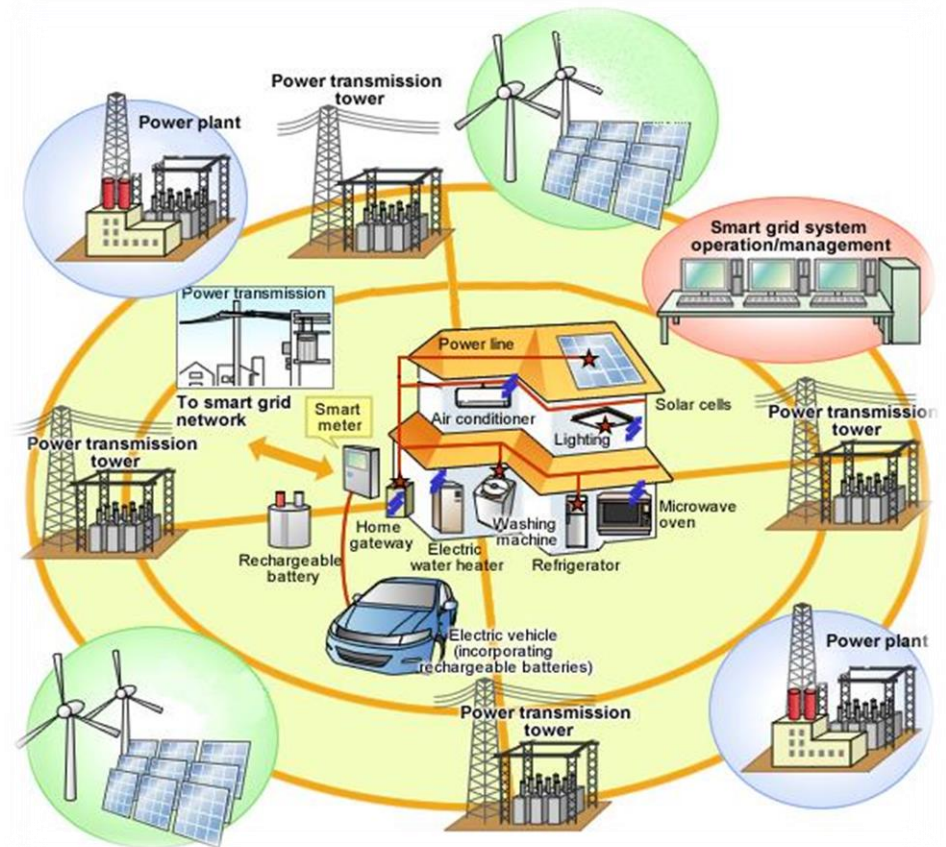 Power transmission
tower
Power plant
Smart grid system
operation/management
Power transmission
To smart grid
network
Smart
meter
Power line
Air conditioner
Lighting
Solar cells
Power transmission
tower
Power transmission
tower
Home
gateway
Rechargeable
battery
Electric
water heater
Washing
machine
Refrigerator
Microwave
oven
Electric vehicle
(incorporating
rechargeable batteries)
Power transmission
tower
Power plant